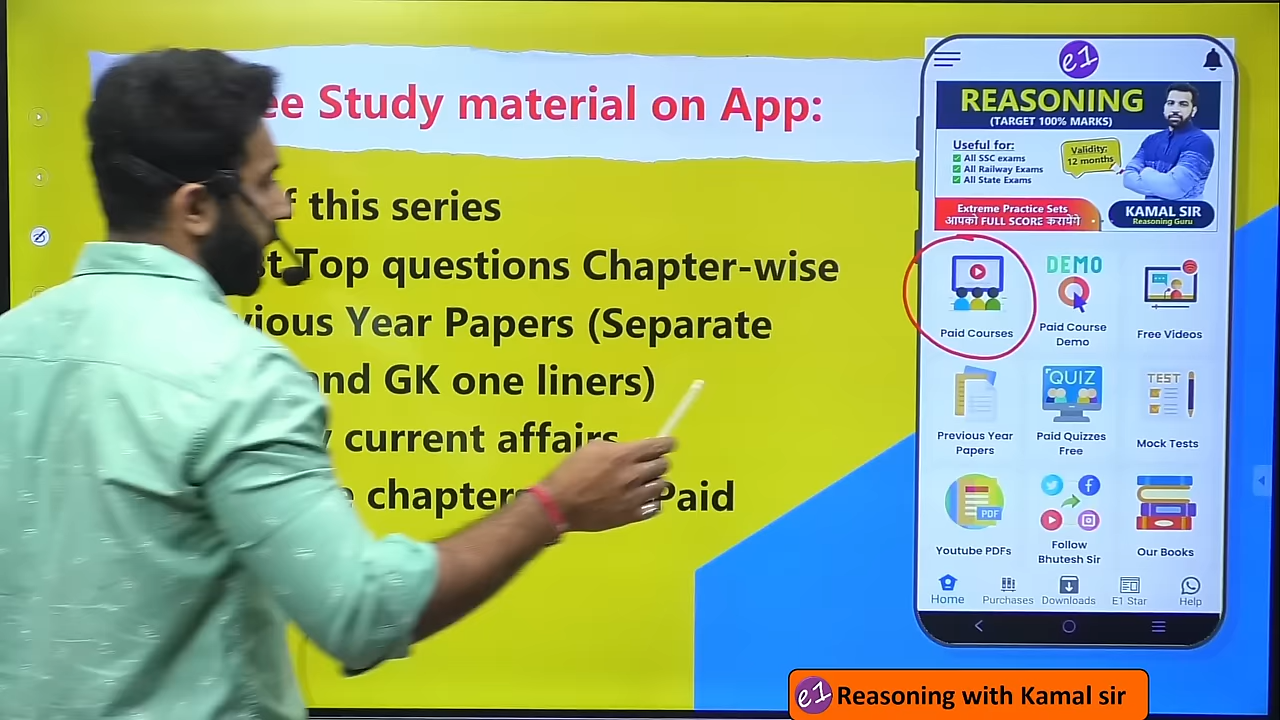 Study material on App:
this series
Top questions Chapter-wise
Year Papers (Separate
and GK one liners)
current affairs
Paid
e1
REASONING
(TARGET 100% MARKS)
Useful for:
All SSC exams
All Railway Exams
All State Exams
Validity:
12 months
Extreme Practice Sets
आपको FULL SCORE करायेंगे
KAMAL SIR
Reasoning Guru
Paid Courses
DEMO
Paid Course
Demo
Free Videos
Previous Year
Papers
QUIZ
Paid Quizzes
Free
TEST
Mock Tests
PDF
Youtube PDFs
Follow
Bhutesh Sir
Our Books
Home
Purchases
Downloads
E1 Star
Help
e1 Reasoning with Kamal sir